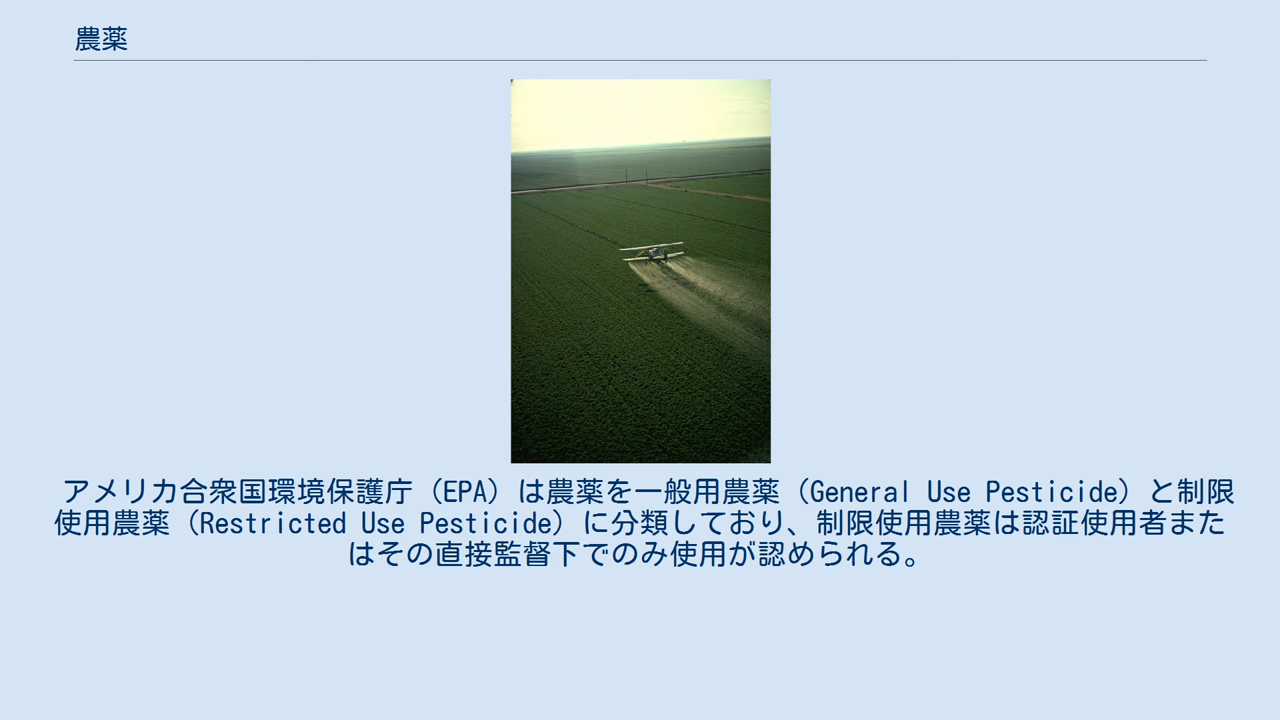 農薬
アメリカ合衆国環境保護庁（EPA）は農薬を一般用農薬（General Use Pesticide）と制限
使用農薬（Restricted Use Pesticide）に分類しており、制限使用農薬は認証使用者また
はその直接監督下でのみ使用が認められる。